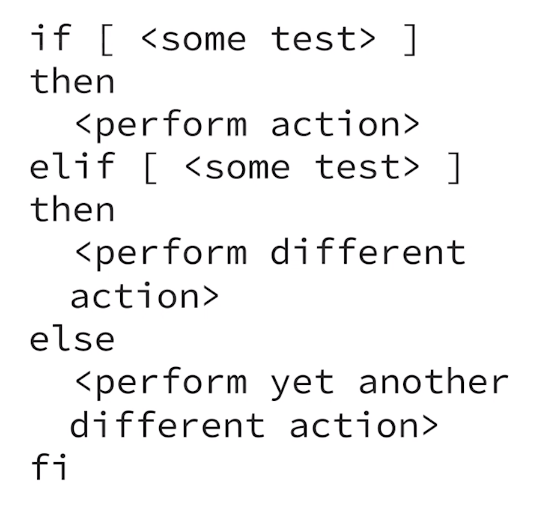 if [ <some test> ]
then
<perform action>
elif [ <some test> ]
then
<perform different
action>
else
<perform yet another
different action>
fi